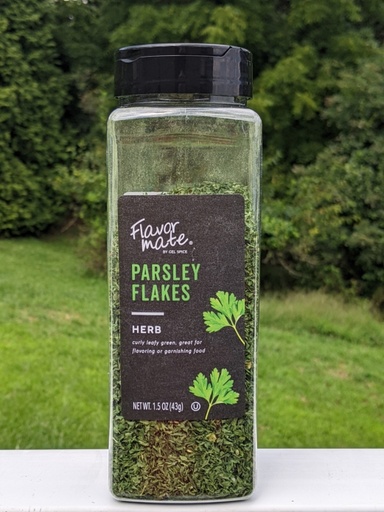 Flavor
mate®
BY GEL SPICE
PARSLEY
FLAKES
HERB
curly leafy green, great for
flavoring or garnishing food
NET WT. 1.5 OZ (43g) U